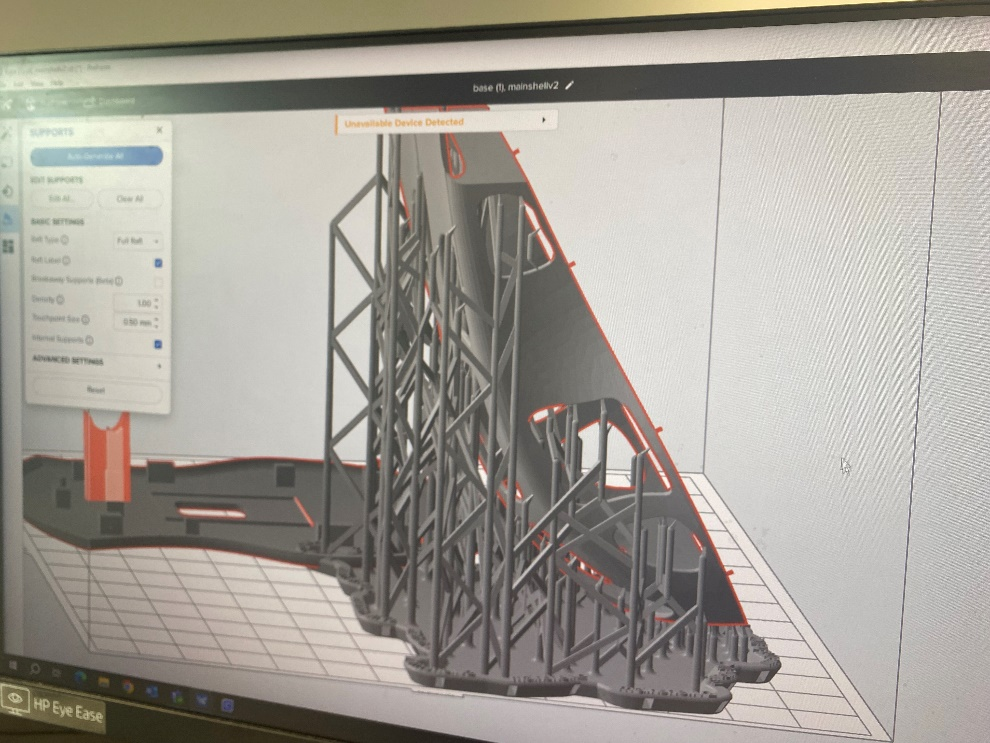 base (1), mainshellv2
Unavailable Device Detected
SUPPORTS
Auto-Generate All
EDIT SUPPORTS
Edit All...
Clear All
BASIC SETTINGS
Raft Type
Full Raft
Raft Label
Breakaway Supports (Beta)
Density
1.00
Touchpoint Size
0.50 mm
Internal Supports
ADVANCED SETTINGS
Reset
HP Eye Ease